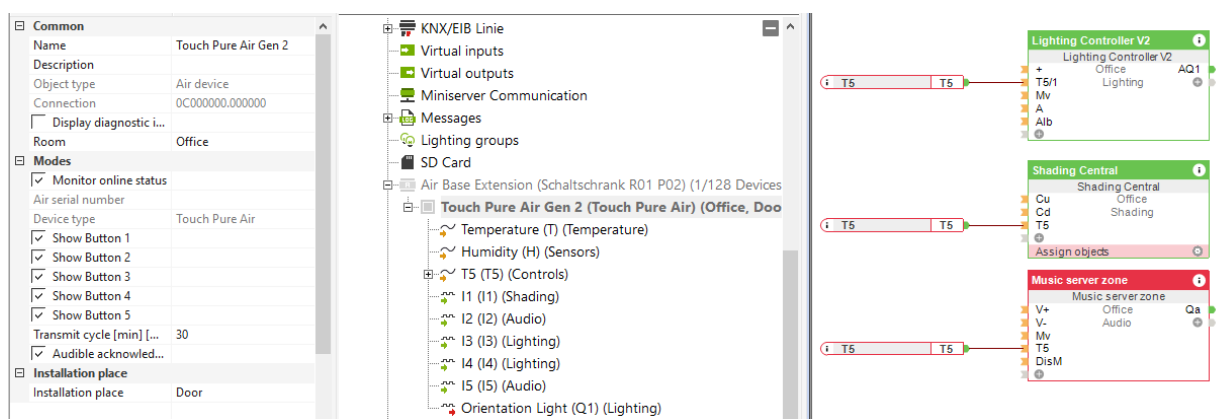 Common
Name Touch Pure Air Gen 2
Description
Object type Air device
Connection 0C000000.000000
Display diagnostic i...
Room Office
Modes
Monitor online status
Air serial number
Device type Touch Pure Air
Show Button 1
Show Button 2
Show Button 3
Show Button 4
Show Button 5
Transmit cycle [min] [... 30
Audible acknowled...
Installation place
Installation place Door
KNX/EIB Linie
Virtual inputs
Virtual outputs
Miniserver Communication
Messages
Lighting groups
SD Card
Air Base Extension (Schaltschrank R01 P02) (1/128 Devices
Touch Pure Air Gen 2 (Touch Pure Air) (Office, Doo
Temperature (T) (Temperature)
Humidity (H) (Sensors)
T5 (T5) (Controls)
I1 (I1) (Shading)
I2 (I2) (Audio)
I3 (I3) (Lighting)
I4 (I4) (Lighting)
I5 (I5) (Audio)
Orientation Light (Q1) (Lighting)
Lighting Controller V2
Lighting Controller V2
+ Office AQ1
T5 T5 T5/1 Lighting
Mv
A
Alb
Shading Central
Shading Central
Cu Office
Cd Shading
T5 T5 T5
Assign objects
Music server zone
Music server zone
V+ Office Qa
V- Audio
Mv
T5 T5 T5
DisM